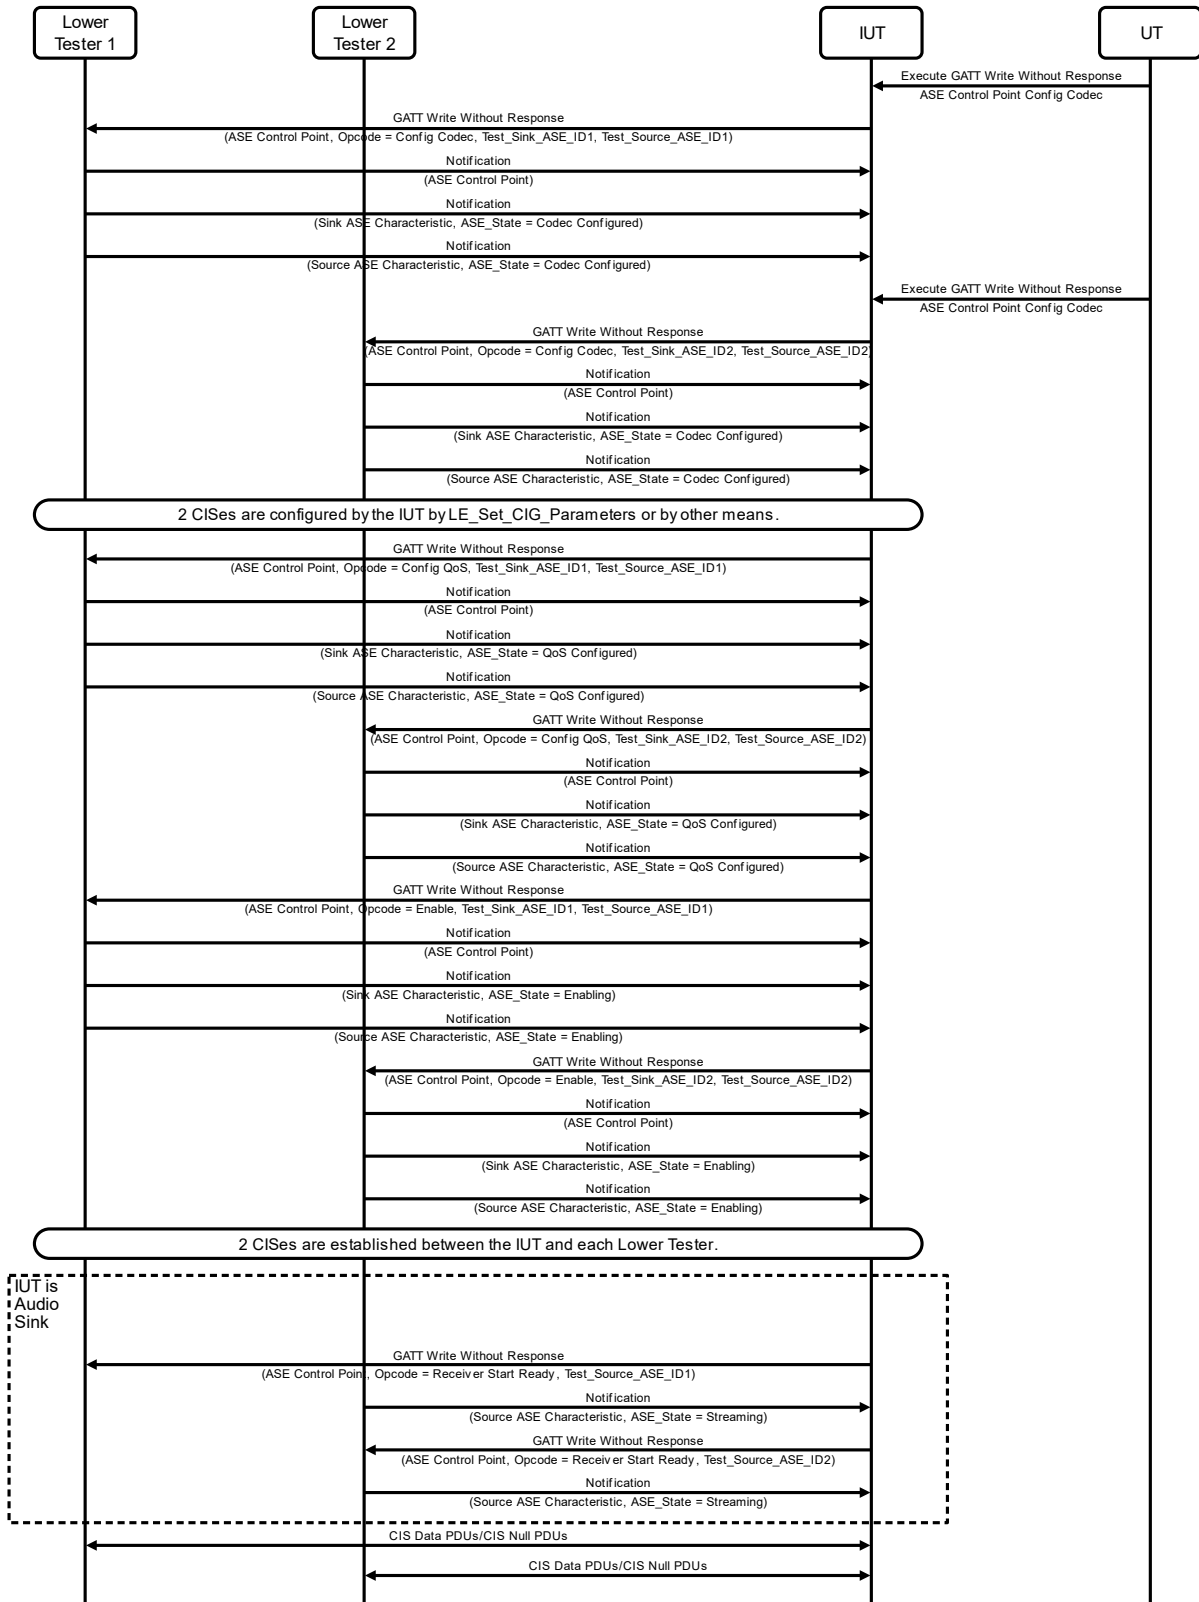 Lower
Tester 1
Lower
Tester 2
IUT
UT
Execute GATT Write Without Response
ASE Control Point Config Codec
GATT Write Without Response
(ASE Control Point, Opcode = Config Codec, Test_Sink_ASE_ID1, Test_Source_ASE_ID1)
Notification
(ASE Control Point)
Notification
(Sink ASE Characteristic, ASE_State = Codec Configured)
Notification
(Source ASE Characteristic, ASE_State = Codec Configured)
Execute GATT Write Without Response
ASE Control Point Config Codec
GATT Write Without Response
(ASE Control Point, Opcode = Config Codec, Test_Sink_ASE_ID2, Test_Source_ASE_ID2)
Notification
(ASE Control Point)
Notification
(Sink ASE Characteristic, ASE_State = Codec Configured)
Notification
(Source ASE Characteristic, ASE_State = Codec Configured)
2 CISes are configured by the IUT by LE_Set_CIG_Parameters or by other means.
GATT Write Without Response
(ASE Control Point, Opcode = Config QoS, Test_Sink_ASE_ID1, Test_Source_ASE_ID1)
Notification
(ASE Control Point)
Notification
(Sink ASE Characteristic, ASE_State = QoS Configured)
Notification
(Source ASE Characteristic, ASE_State = QoS Configured)
GATT Write Without Response
(ASE Control Point, Opcode = Config QoS, Test_Sink_ASE_ID2, Test_Source_ASE_ID2)
Notification
(ASE Control Point)
Notification
(Sink ASE Characteristic, ASE_State = QoS Configured)
Notification
(Source ASE Characteristic, ASE_State = QoS Configured)
GATT Write Without Response
(ASE Control Point, Opcode = Enable, Test_Sink_ASE_ID1, Test_Source_ASE_ID1)
Notification
(ASE Control Point)
Notification
(Sink ASE Characteristic, ASE_State = Enabling)
Notification
(Source ASE Characteristic, ASE_State = Enabling)
GATT Write Without Response
(ASE Control Point, Opcode = Enable, Test_Sink_ASE_ID2, Test_Source_ASE_ID2)
Notification
(ASE Control Point)
Notification
(Sink ASE Characteristic, ASE_State = Enabling)
Notification
(Source ASE Characteristic, ASE_State = Enabling)
2 CISes are established between the IUT and each Lower Tester.
IUT is
Audio
Sink
GATT Write Without Response
(ASE Control Point, Opcode = Receiver Start Ready, Test_Source_ASE_ID1)
Notification
(Source ASE Characteristic, ASE_State = Streaming)
GATT Write Without Response
(ASE Control Point, Opcode = Receiver Start Ready, Test_Source_ASE_ID2)
Notification
(Source ASE Characteristic, ASE_State = Streaming)
CIS Data PDUs/CIS Null PDUs
CIS Data PDUs/CIS Null PDUs